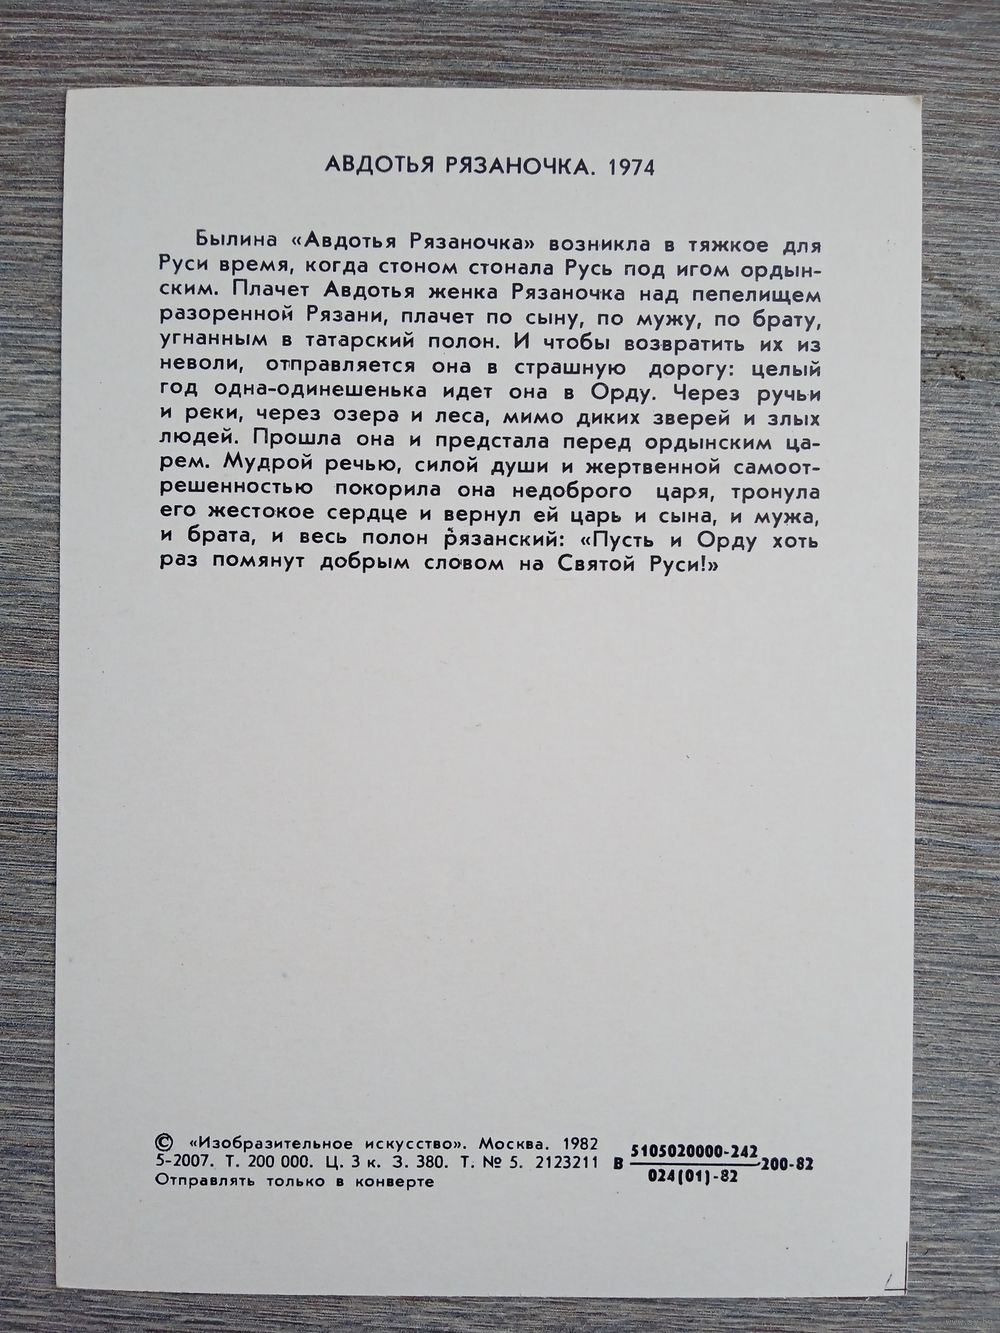 АВДОТЬЯ РЯЗАНОЧКА. 1974
Былина «Авдотья Рязаночка» возникла в тяжкое для
Руси время, когда стоном стонала Русь под игом ордын-
ским. Плачет Авдотья женка Рязаночка над пепелищем
разоренной Рязани, плачет по сыну, по мужу, по брату,
угнанным в татарский полон. И чтобы возвратить их из
неволи, отправляется она в страшную дорогу: целый
год одна-одинешенька идет она в Орду. Через ручьи
и реки, через озера и леса, мимо диких зверей и злых
людей. Прошла она и предстала перед ордынским ца-
рем. Мудрой речью, силой души и жертвенной самоот-
решенностью покорила она недоброго царя, тронула
его жестокое сердце и вернул ей царь и сына, и мужа,
и брата, и весь полон рязанский: «Пусть и Орду хоть
раз помянут добрым словом на Святой Руси!»
© «Изобразительное искусство». Москва. 1982
5-2007. Т. 200 000. Ц. 3 к. З. 380. Т. № 5. 2123211
Отправлять только в конверте
5105020000-242
В 200-82
024(01)-82